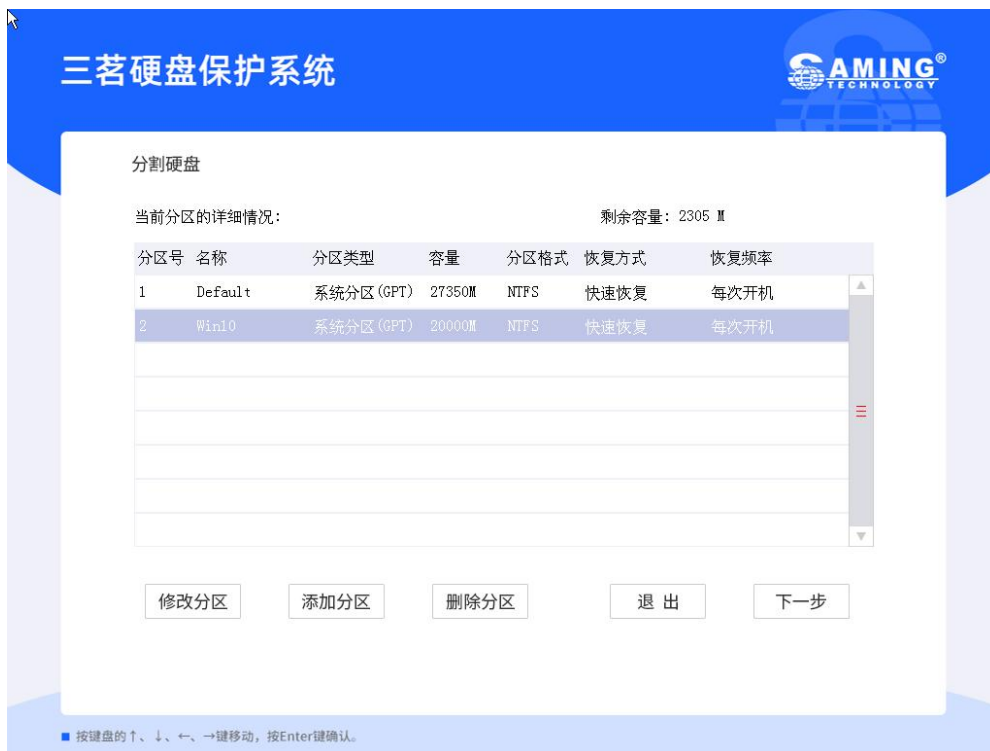 三茗硬盘保护系统
SAMING®
TECHNOLOGY
分割硬盘
当前分区的详细情况: 剩余容量: 2305 M
分区号 名称 分区类型 容量 分区格式 恢复方式 恢复频率
1 Default 系统分区(GPT) 27350M NTFS 快速恢复 每次开机
2 Win10 系统分区(GPT) 20000M NTFS 快速恢复 每次开机
修改分区 添加分区 删除分区 退 出 下一步
按键盘的↑、↓、←、→键移动,按Enter键确认。